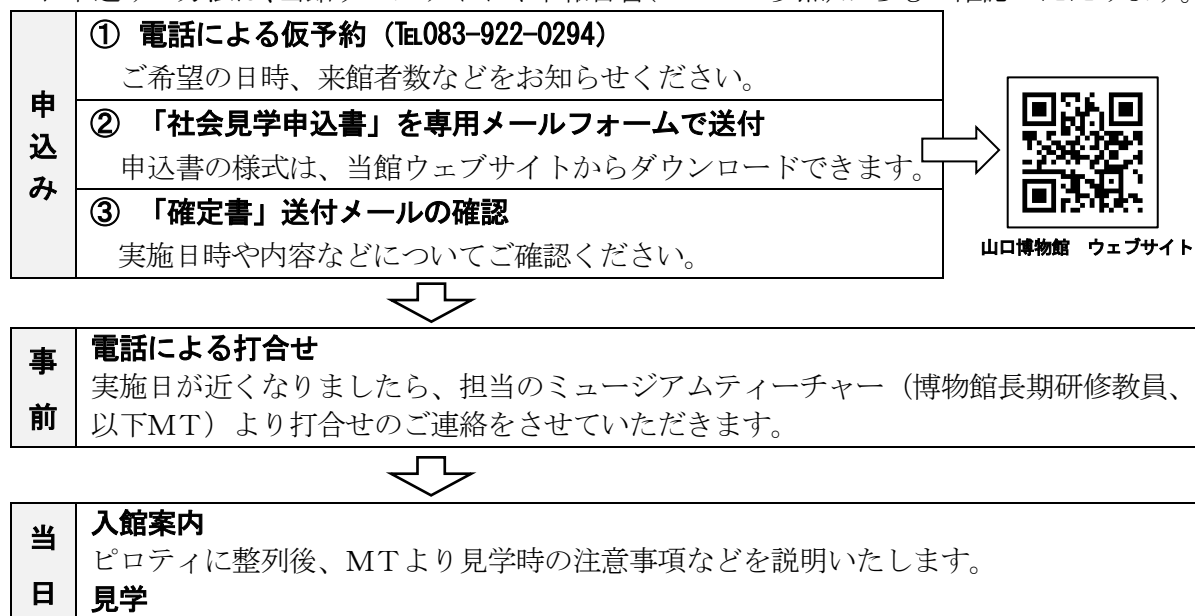 申込み
① 電話による仮予約（℡083-922-0294）
ご希望の日時、来館者数などをお知らせください。
② 「社会見学申込書」を専用メールフォームで送付
申込書の様式は、当館ウェブサイトからダウンロードできます。
③ 「確定書」送付メールの確認
実施日時や内容などについてご確認ください。
山口博物館　ウェブサイト
事前
電話による打合せ
実施日が近くなりましたら、担当のミュージアムティーチャー（博物館長期研修教員、
以下MT）より打合せのご連絡をさせていただきます。
当日
入館案内
ピロティに整列後、MTより見学時の注意事項などを説明いたします。
見学